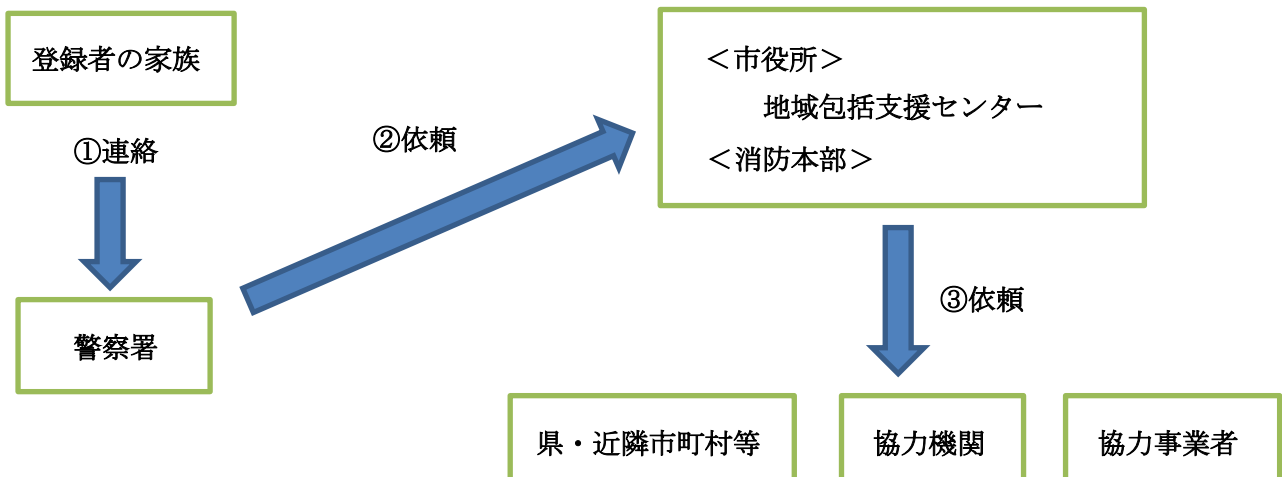 登録者の家族
①連絡
警察署
②依頼
＜市役所＞
地域包括支援センター
＜消防本部＞
③依頼
県・近隣市町村等
協力機関
協力事業者